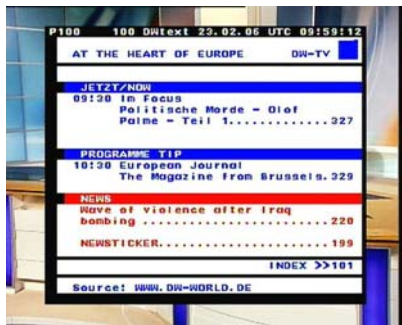 P100 100 DWtext 23.02.06 UTC 09:59:12
AT THE HEART OF EUROPE DW-TV
JETZT/NOW
09:30 Im Focus
Politische Morde - Olof
Palme - Teil 1............327
PROGRAMME TIP
10:30 European Journal
The Magazine from Brussels.329
NEWS
Wave of violence after Iraq
bombing ......................220
NEWSTICKER...................199
INDEX >>101
Source: WWW.DW-WORLD.DE